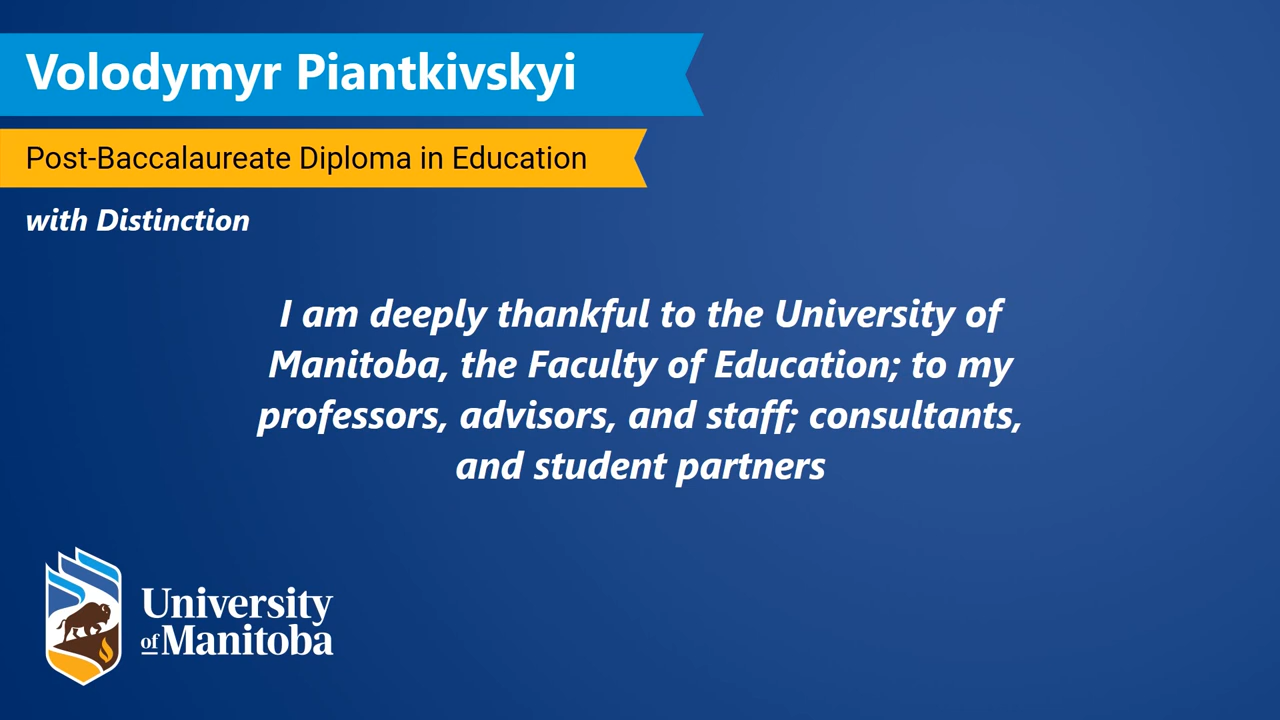 Volodymyr Piantkivskyi
Post-Baccalaureate Diploma in Education
with Distinction
I am deeply thankful to the University of
Manitoba, the Faculty of Education; to my
professors, advisors, and staff; consultants,
and student partners
University
of Manitoba